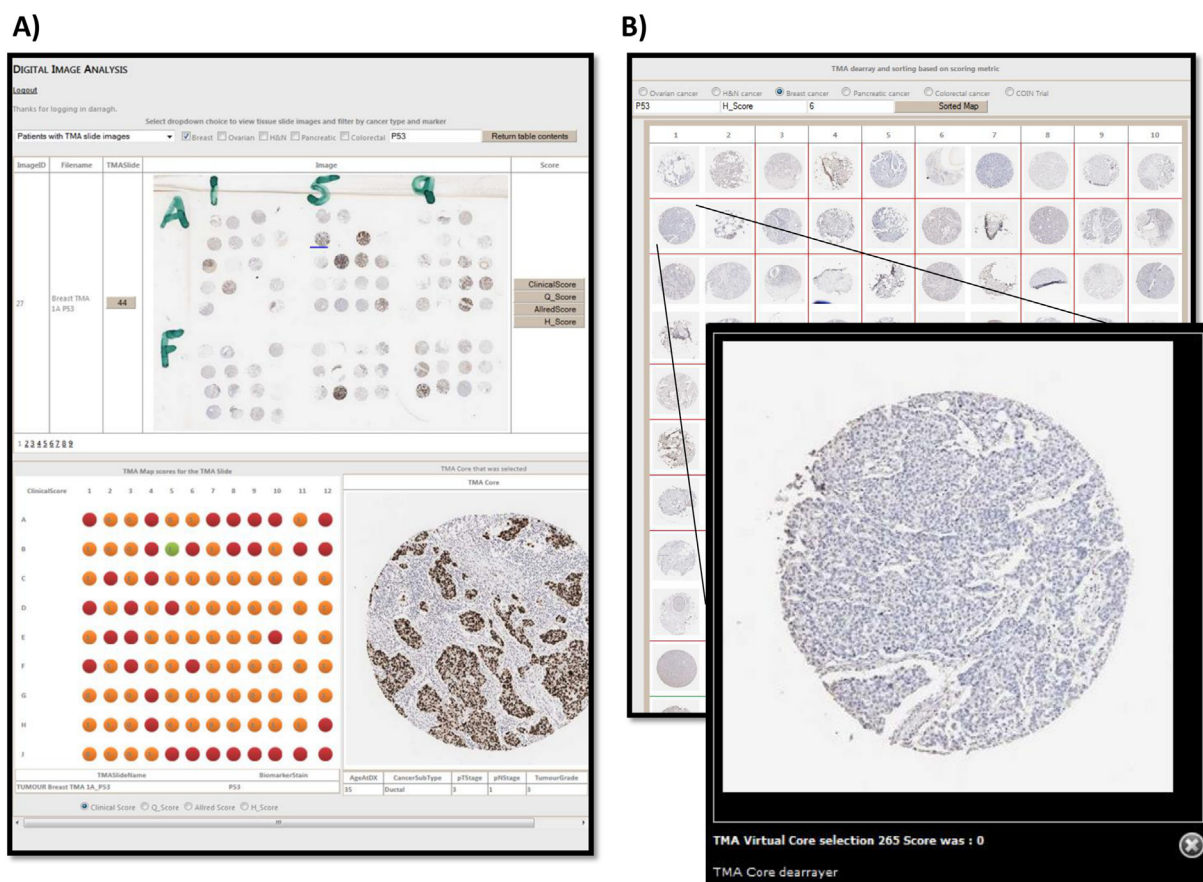 A)
DIGITAL IMAGE ANALYSIS
Logout
Thanks for logging in darragh.
Select dropdown choice to view tissue slide images and filter by cancer type and marker
Patients with TMA slide images Breast Ovarian H&N Pancreatic Colorectal P53 Return table contents
ImageID Filename TMASlide Image Score
1 5 9
A
F
27 Breast TMA 1A P53 44
ClinicalScore
Q_Score
AllredScore
H_Score
1 2 3 4 5 6 7 8 9
TMA Map scores for the TMA Slide
ClinicalScore 1 2 3 4 5 6 7 8 9 10 11 12
A
B
C
D
E
F
G
H
J
TMASlideName BiomarkerStain
TUMOUR Breast TMA 1A_P53 P53
Clinical Score Q_Score Allred Score H_Score
TMA Core that was selected
TMA Core
AgeAtDX CancerSubType pTStage pNStage TumourGrade
35 Ductal 3 1 3
B)
TMA dearray and sorting based on scoring metric
Ovarian cancer H&N cancer Breast cancer Pancreatic cancer Colorectal cancer COIN Trial
P53 H_Score 6 Sorted Map
1 2 3 4 5 6 7 8 9 10
TMA Virtual Core selection 265 Score was : 0
TMA Core dearrayer